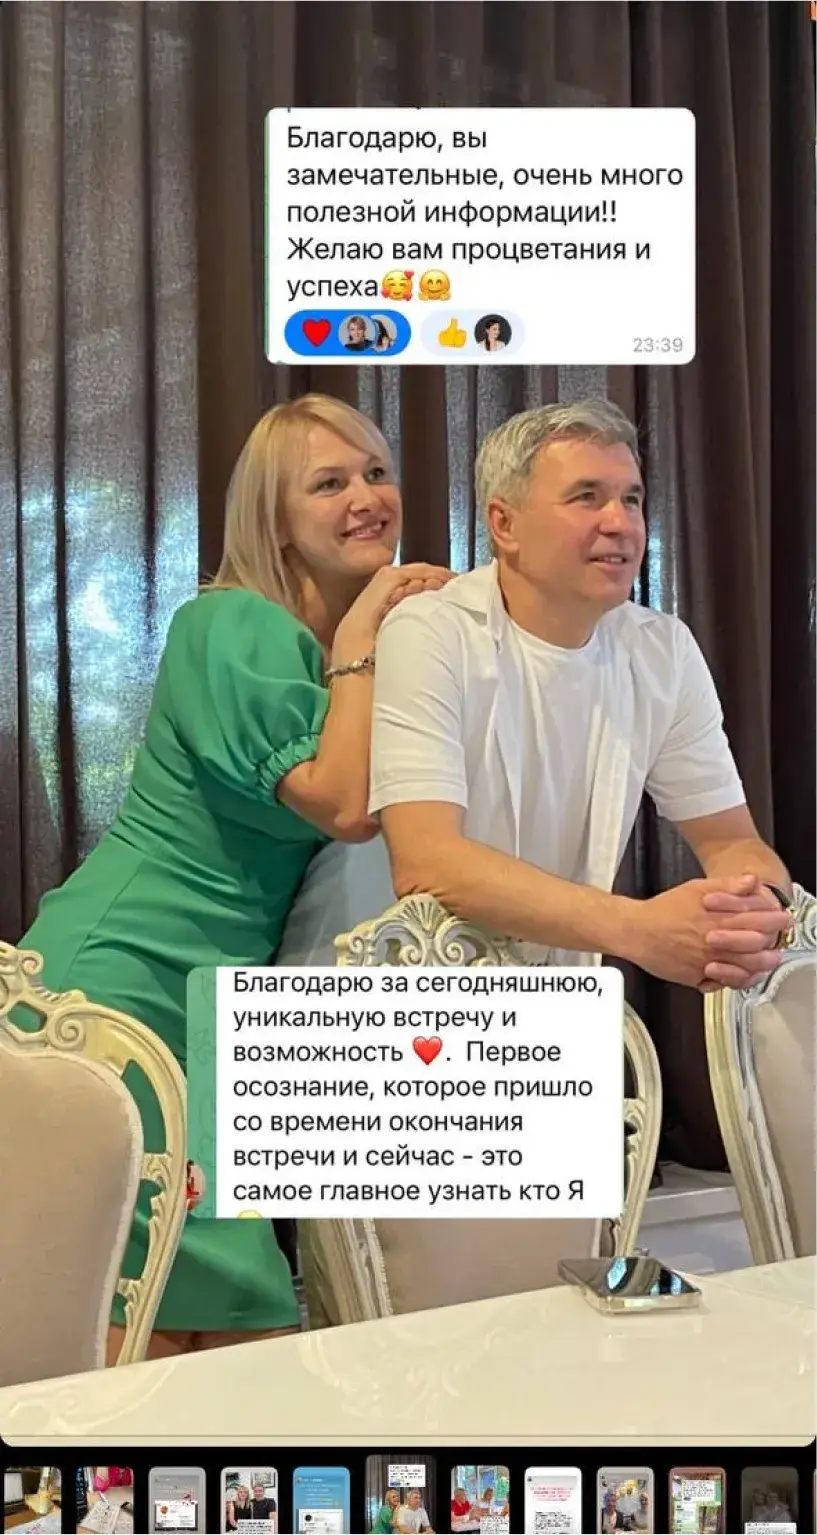 Благодарю, вы
замечательные, очень много
полезной информации!!
Желаю вам процветания и
успеха🥰🤗
23:39
Благодарю за сегодняшнюю,
уникальную встречу и
возможность ❤️. Первое
осознание, которое пришло
со времени окончания
встречи и сейчас - это
самое главное узнать кто Я